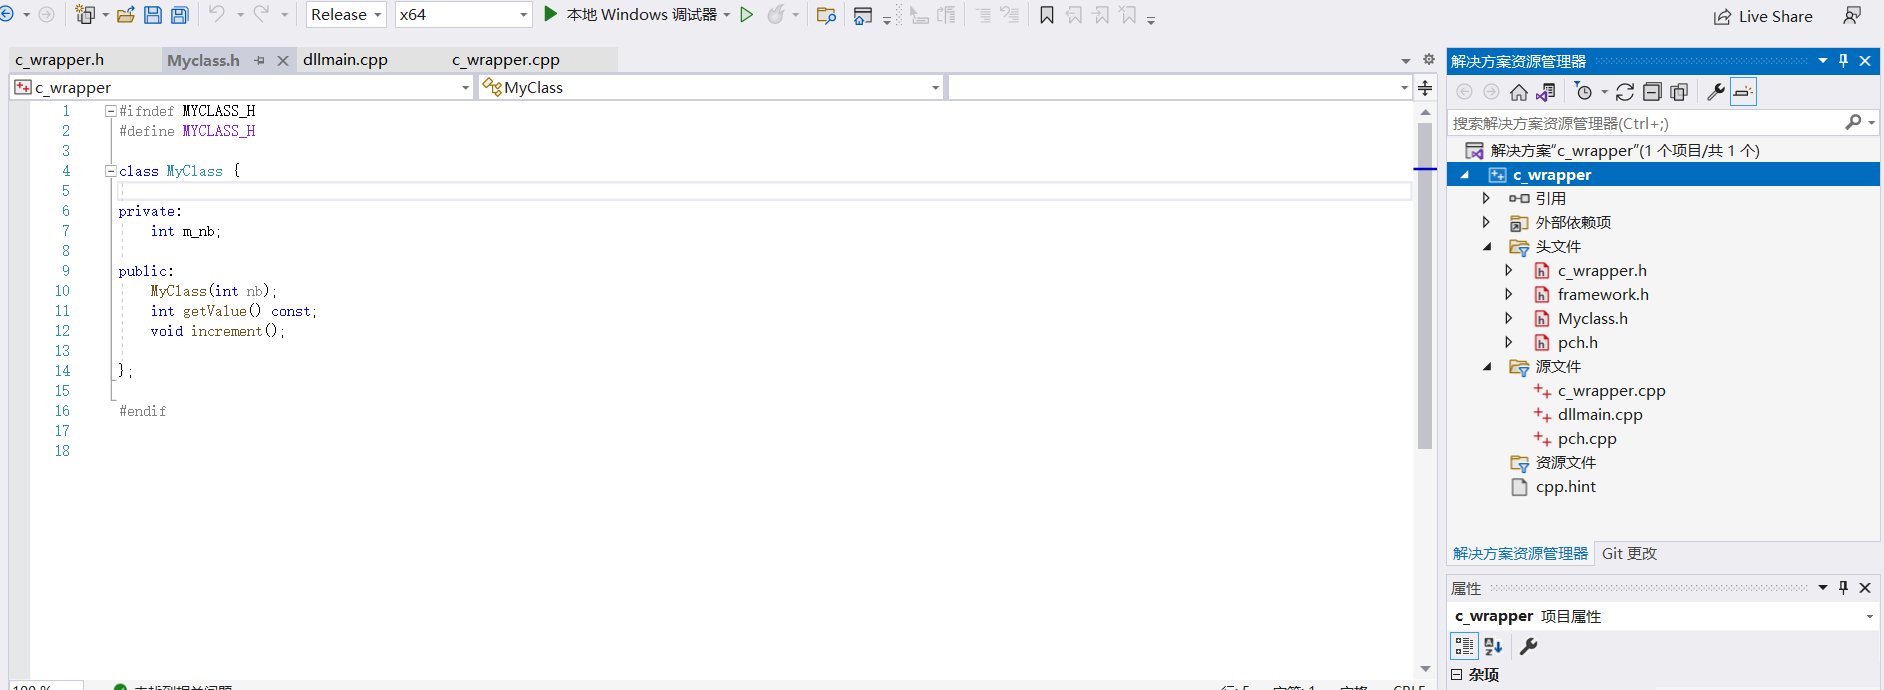 Release x64 本地 Windows 调试器 Live Share
c_wrapper.h Myclass.h dllmain.cpp c_wrapper.cpp
c_wrapper MyClass
1 #ifndef MYCLASS_H
2 #define MYCLASS_H
3
4 class MyClass {
5
6 private:
7 int m_nb;
8
9 public:
10 MyClass(int nb);
11 int getValue() const;
12 void increment();
13
14 };
15
16 #endif
17
18
解决方案资源管理器
搜索解决方案资源管理器(Ctrl+;)
解决方案"c_wrapper"(1 个项目/共 1 个)
c_wrapper
引用
外部依赖项
头文件
c_wrapper.h
framework.h
Myclass.h
pch.h
源文件
c_wrapper.cpp
dllmain.cpp
pch.cpp
资源文件
cpp.hint
解决方案资源管理器 Git 更改
属性
c_wrapper 项目属性
杂项